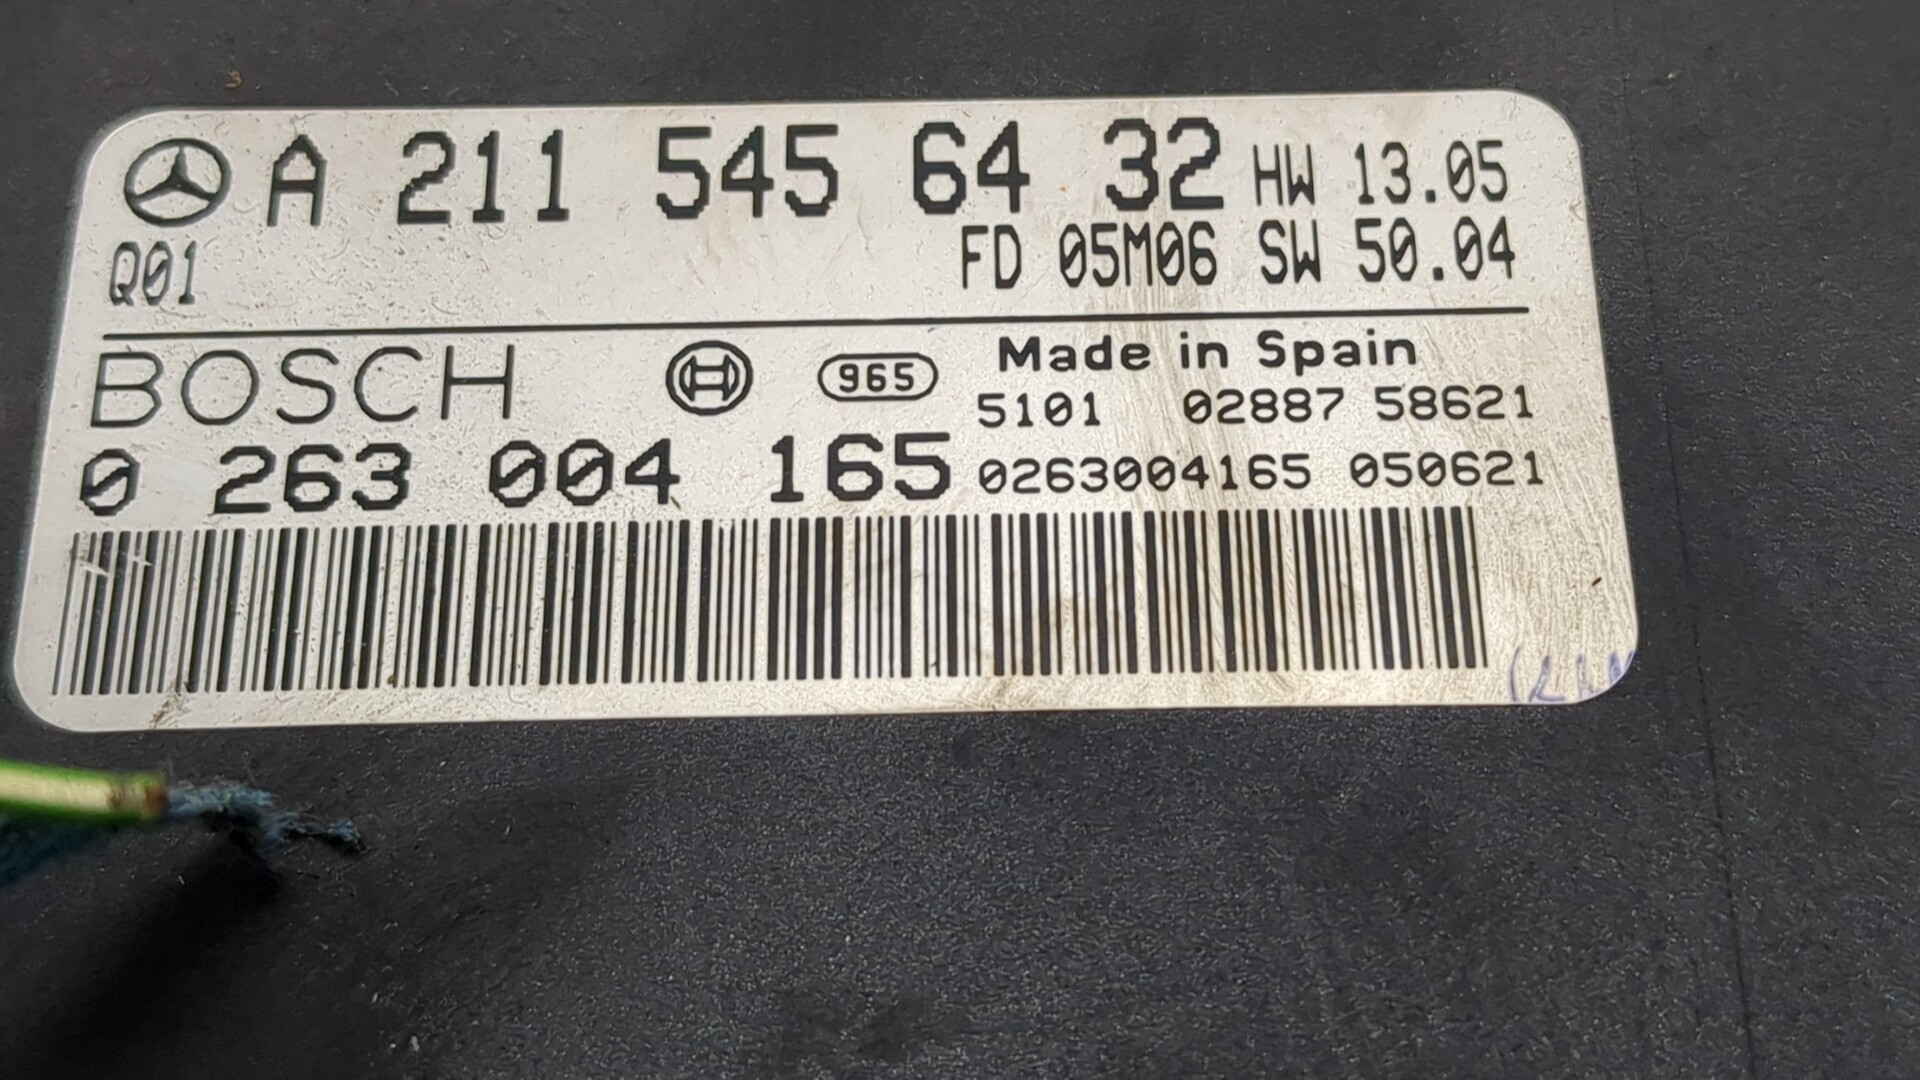 A 211 545 64 32 HW 13.05
Q01 FD 05M06 SW 50.04
BOSCH 965 Made in Spain
5101 02887 58621
0 263 004 165 0263004165 050621